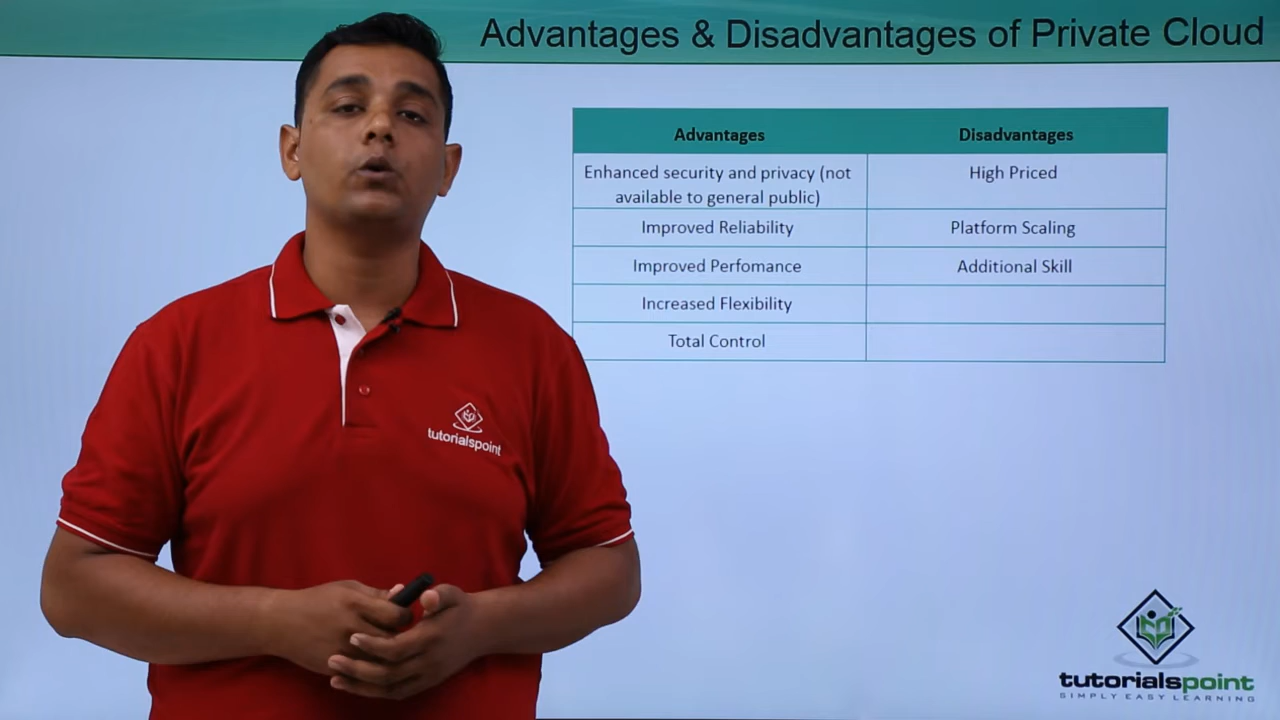 Advantages & Disadvantages of Private Cloud
Advantages
Disadvantages
Enhanced security and privacy (not
available to general public)
High Priced
Improved Reliability
Platform Scaling
Improved Perfomance
Additional Skill
Increased Flexibility
Total Control
tutorialspoint
tutorialspoint
SIMPLY EASY LEARNING